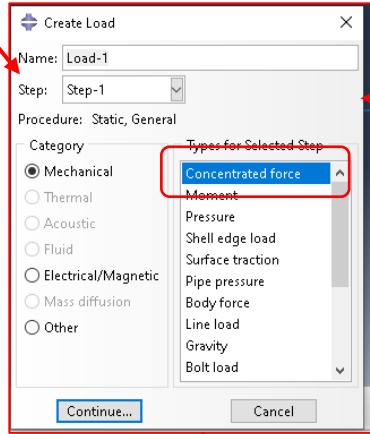 Create Load
Name: Load-1
Step: Step-1
Procedure: Static, General
Category
Mechanical
Thermal
Acoustic
Fluid
Electrical/Magnetic
Mass diffusion
Other
Types for Selected Step
Concentrated force
Moment
Pressure
Shell edge load
Surface traction
Pipe pressure
Body force
Line load
Gravity
Bolt load
Continue...
Cancel